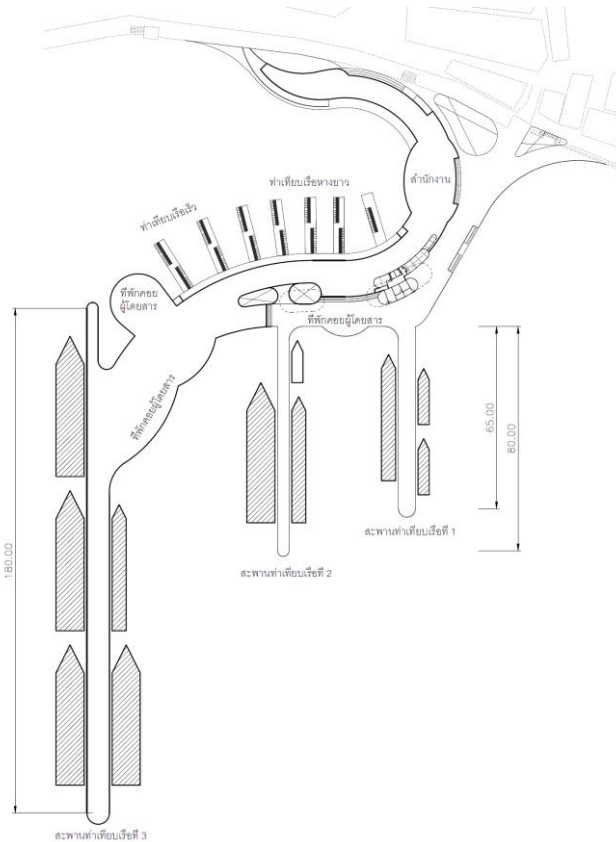 สำนักงาน
ท่าเทียบเรือหางยาว
ท่าเทียบเรือเร็ว
ที่พักคอย
ผู้โดยสาร
ที่พักคอยผู้โดยสาร
ที่พักคอยผู้โดยสาร
65.00
80.00
180.00
สะพานท่าเทียบเรือที่ 1
สะพานท่าเทียบเรือที่ 2
สะพานท่าเทียบเรือที่ 3